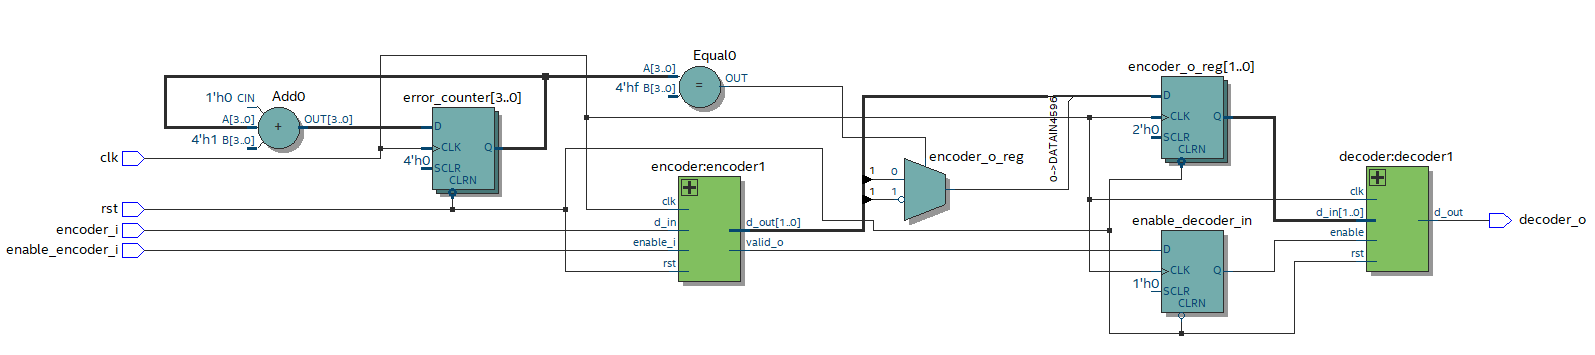 clk
rst
encoder_i
enable_encoder_i
1'h0 CIN
A[3..0]
4'h1 B[3..0]
Add0
+
OUT[3..0]
error_counter[3..0]
D
CLK
4'h0
SCLR
CLRN
Q
Equal0
A[3..0]
4'hf B[3..0]
=
OUT
encoder:encoder1
clk
d_in
enable_i
rst
d_out[1..0]
valid_o
encoder_o_reg
1 0
1 1
0->DATAIN4596
encoder_o_reg[1..0]
D
CLK
2'h0
SCLR
CLRN
Q
enable_decoder_in
D
CLK
1'h0
SCLR
CLRN
Q
decoder:decoder1
clk
d_in[1..0]
enable
rst
d_out
decoder_o